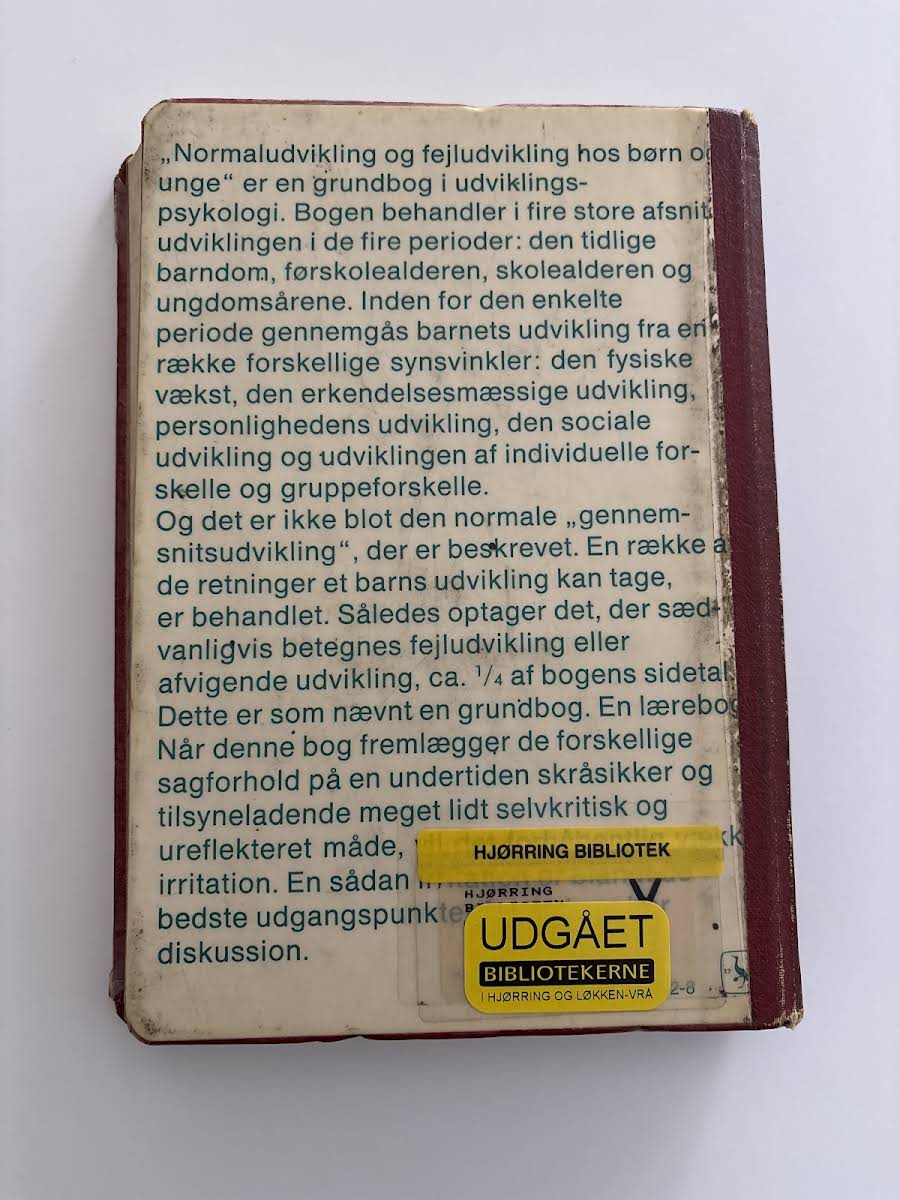 „Normaludvikling og fejludvikling hos børn o
unge“ er en grundbog i udviklings-
psykologi. Bogen behandler i fire store afsnit
udviklingen i de fire perioder: den tidlige
barndom, førskolealderen, skolealderen og
ungdomsårene. Inden for den enkelte
periode gennemgås barnets udvikling fra en
række forskellige synsvinkler: den fysiske
vækst, den erkendelsesmæssige udvikling,
personlighedens udvikling, den sociale
udvikling og udviklingen af individuelle for-
skelle og gruppeforskelle.
Og det er ikke blot den normale „gennem-
snitsudvikling“, der er beskrevet. En række a
de retninger et barns udvikling kan tage,
er behandlet. Således optager det, der sæd-
vanligvis betegnes fejludvikling eller
afvigende udvikling, ca. 1/4 af bogens sidetal.
Dette er som nævnt en grundbog. En lærebog
Når denne bog fremlægger de forskellige
sagforhold på en undertiden skråsikker og
tilsyneladende meget lidt selvkritisk og
ureflekteret måde,
HJØRRING BIBLIOTEK
irritation. En sådan
HJØRRING
bedste udgangspunkt
diskussion.
UDGÅET
BIBLIOTEKERNE
I HJØRRING OG LØKKEN-VRÅ
2-8